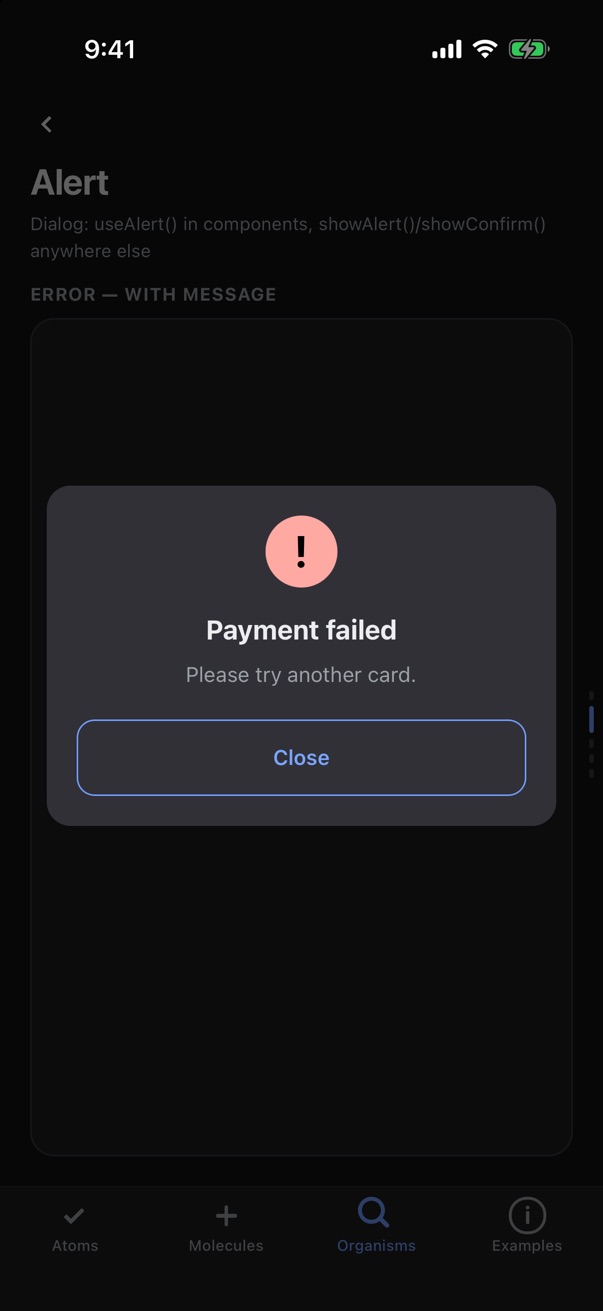 9:41
Alert
Dialog: useAlert() in components, showAlert()/showConfirm()
anywhere else
ERROR — WITH MESSAGE
!
Payment failed
Please try another card.
Close
Atoms
Molecules
Organisms
Examples